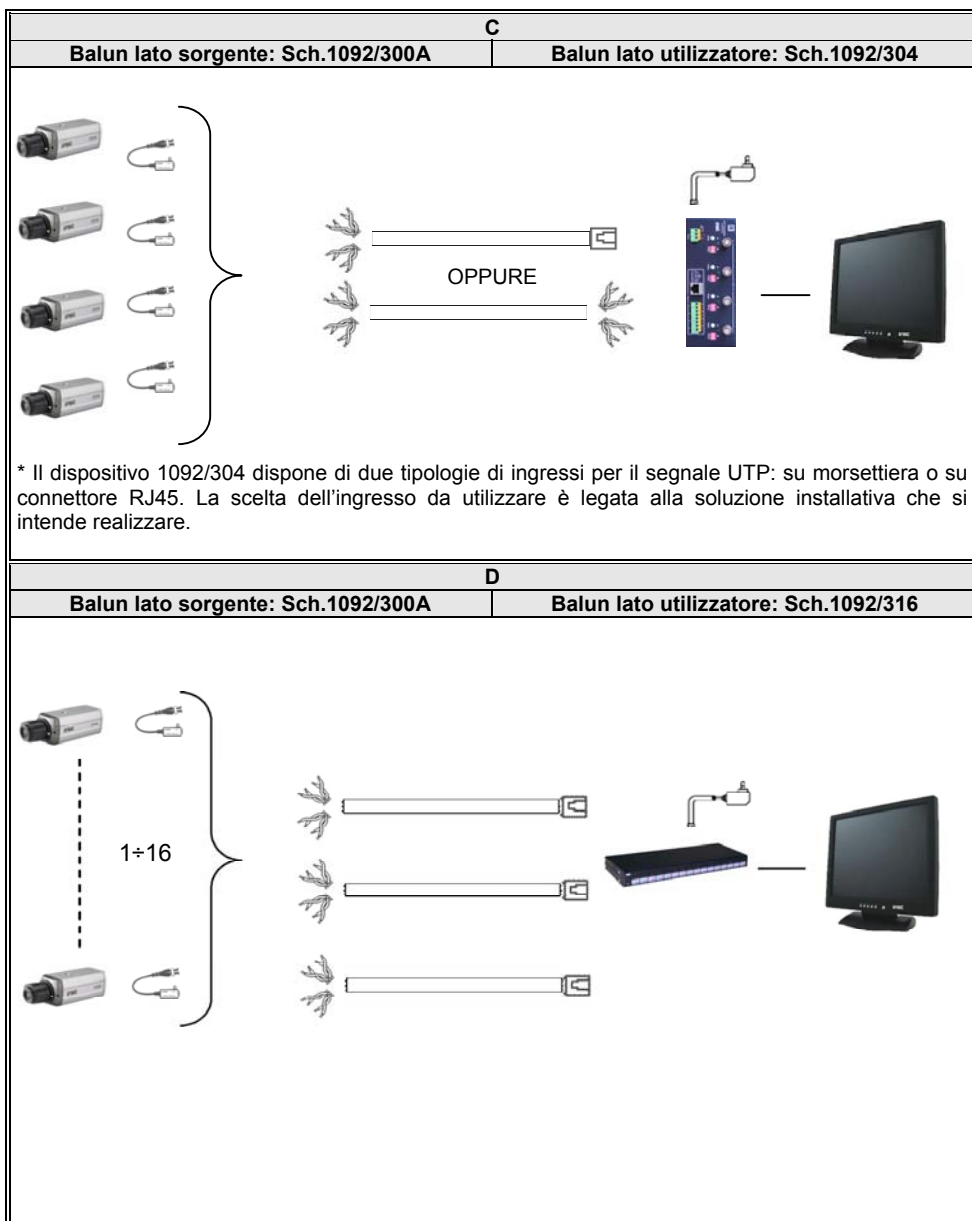 C
Balun lato sorgente: Sch.1092/300A Balun lato utilizzatore: Sch.1092/304
OPPURE
* Il dispositivo 1092/304 dispone di due tipologie di ingressi per il segnale UTP: su morsettiera o su
connettore RJ45. La scelta dell’ingresso da utilizzare è legata alla soluzione installativa che si
intende realizzare.
D
Balun lato sorgente: Sch.1092/300A Balun lato utilizzatore: Sch.1092/316
1÷16